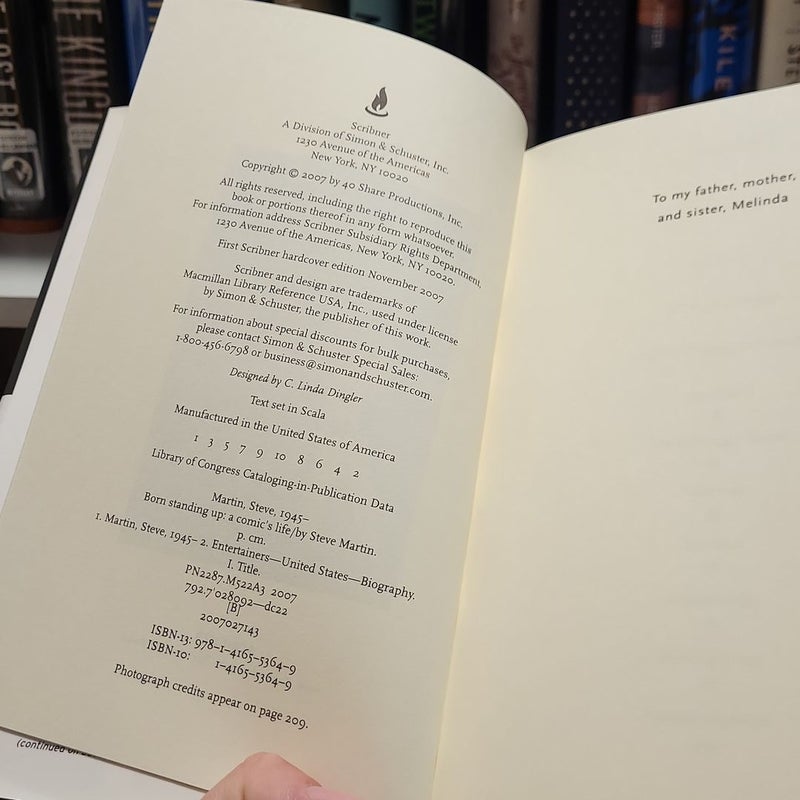 LOST
THE KINGDOM
KILE
Scribner
A Division of Simon & Schuster, Inc.
1230 Avenue of the Americas
New York, NY 10020
Copyright © 2007 by 40 Share Productions, Inc.
All rights reserved, including the right to reproduce this
book or portions thereof in any form whatsoever.
For information address Scribner Subsidiary Rights Department,
1230 Avenue of the Americas, New York, NY 10020.
First Scribner hardcover edition November 2007
Scribner and design are trademarks of
Macmillan Library Reference USA, Inc., used under license
by Simon & Schuster, the publisher of this work.
For information about special discounts for bulk purchases,
please contact Simon & Schuster Special Sales:
1-800-456-6798 or business@simonandschuster.com.
Designed by C. Linda Dingler
Text set in Scala
Manufactured in the United States of America
1 3 5 7 9 10 8 6 4 2
Library of Congress Cataloging-in-Publication Data
Martin, Steve, 1945–
Born standing up: a comic's life/by Steve Martin.
p. cm.
1. Martin, Steve, 1945– 2. Entertainers—United States—Biography.
I. Title.
PN2287.M522A3 2007
792.7'028092—dc22
[B]
2007027143
ISBN-13: 978-1-4165-5364-9
ISBN-10: 1-4165-5364-9
Photograph credits appear on page 209.
(continued on
To my father, mother,
and sister, Melinda